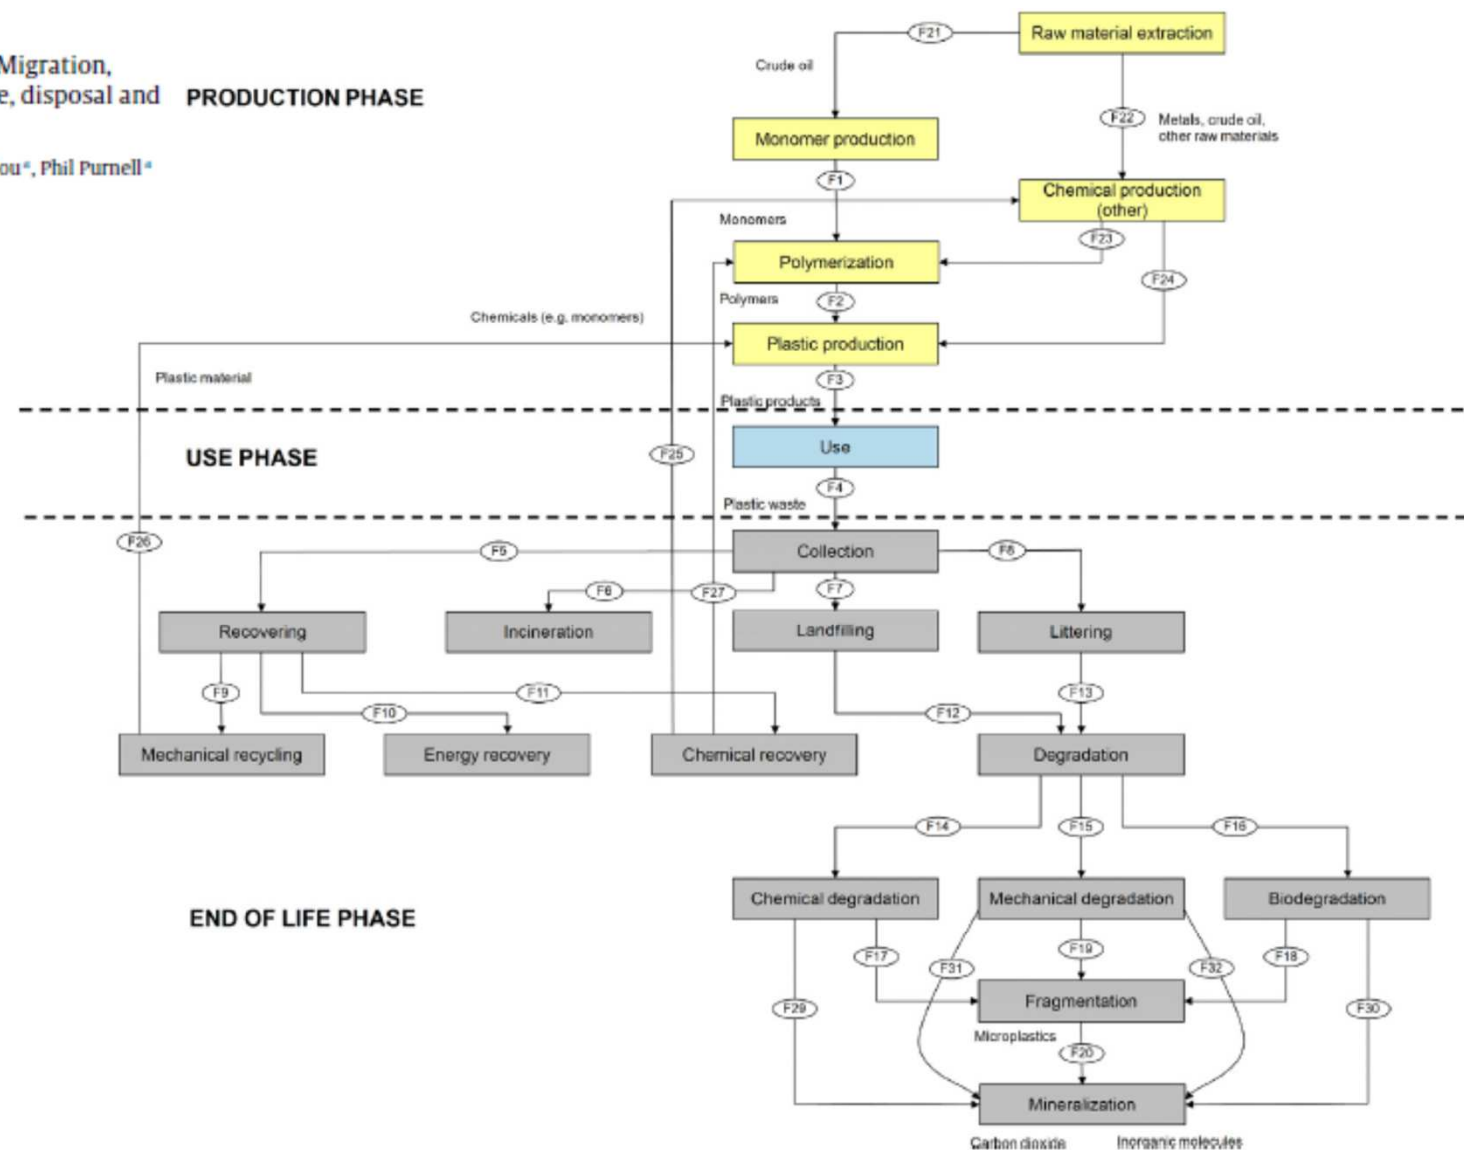 Migration,
e, disposal and
ou ᵃ, Phil Purnell ᵃ
PRODUCTION PHASE
F21
Raw material extraction
Crude oil
F22
Metals, crude oil,
other raw materials
Monomer production
F1
Chemical production
(other)
Monomers
F23
Polymerization
F24
Polymers
F2
Chemicals (e.g. monomers)
Plastic production
Plastic material
F3
Plastic products
USE PHASE
Use
F25
F4
Plastic waste
F26
Collection
F5
F8
F6
F27
F7
Recovering
Incineration
Landfilling
Littering
F9
F11
F13
F10
F12
Mechanical recycling
Energy recovery
Chemical recovery
Degradation
F14
F15
F16
END OF LIFE PHASE
Chemical degradation
Mechanical degradation
Biodegradation
F17
F19
F18
F31
F32
F29
Fragmentation
F30
Microplastics
F20
Mineralization
Carbon dioxide
Inorganic molecules